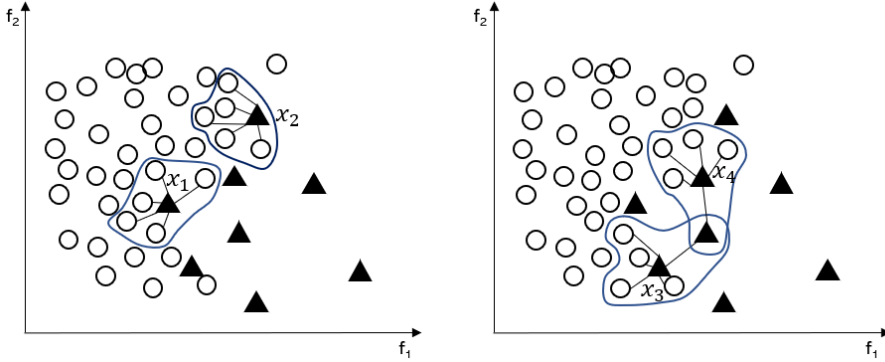 f₂
x₂
x₁
f₁
f₂
x₄
x₃
f₁